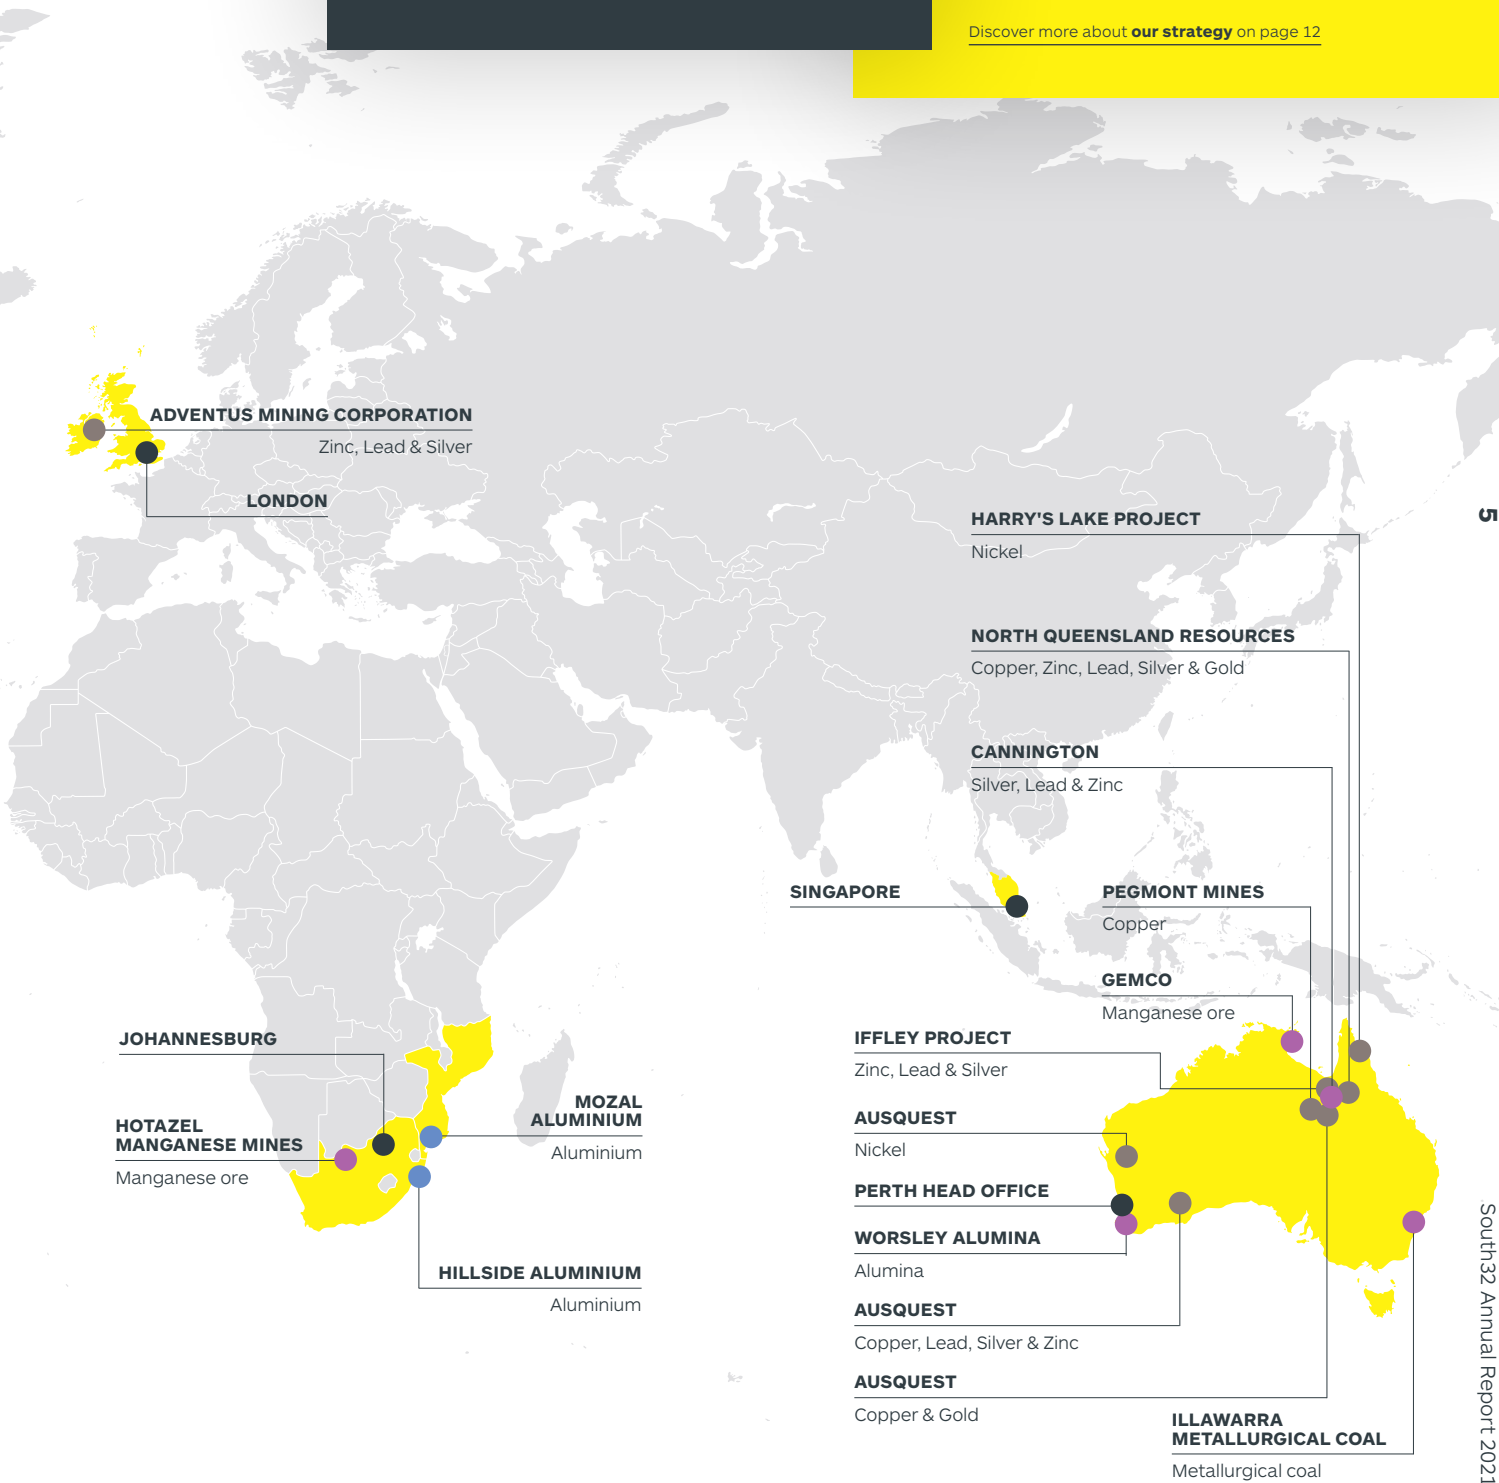 Discover more about our strategy on page 12
ADVENTUS MINING CORPORATION
Zinc, Lead & Silver
LONDON
HARRY'S LAKE PROJECT
Nickel
5
NORTH QUEENSLAND RESOURCES
Copper, Zinc, Lead, Silver & Gold
CANNINGTON
Silver, Lead & Zinc
SINGAPORE
PEGMONT MINES
Copper
GEMCO
Manganese ore
JOHANNESBURG
IFFLEY PROJECT
Zinc, Lead & Silver
MOZAL
ALUMINIUM
Aluminium
HOTAZEL
MANGANESE MINES
Manganese ore
AUSQUEST
Nickel
PERTH HEAD OFFICE
WORSLEY ALUMINA
Alumina
HILLSIDE ALUMINIUM
Aluminium
AUSQUEST
Copper, Lead, Silver & Zinc
AUSQUEST
Copper & Gold
ILLAWARRA
METALLURGICAL COAL
Metallurgical coal
South32 Annual Report 2021